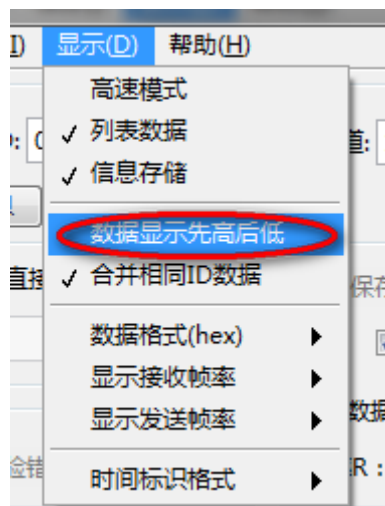 显示(D) 帮助(H)
高速模式
✓ 列表数据
✓ 信息存储
数据显示先高后低
直接
✓ 合并相同ID数据
保存
数据格式(hex)
显示接收帧率
显示发送帧率
数据
时间标识格式
R：